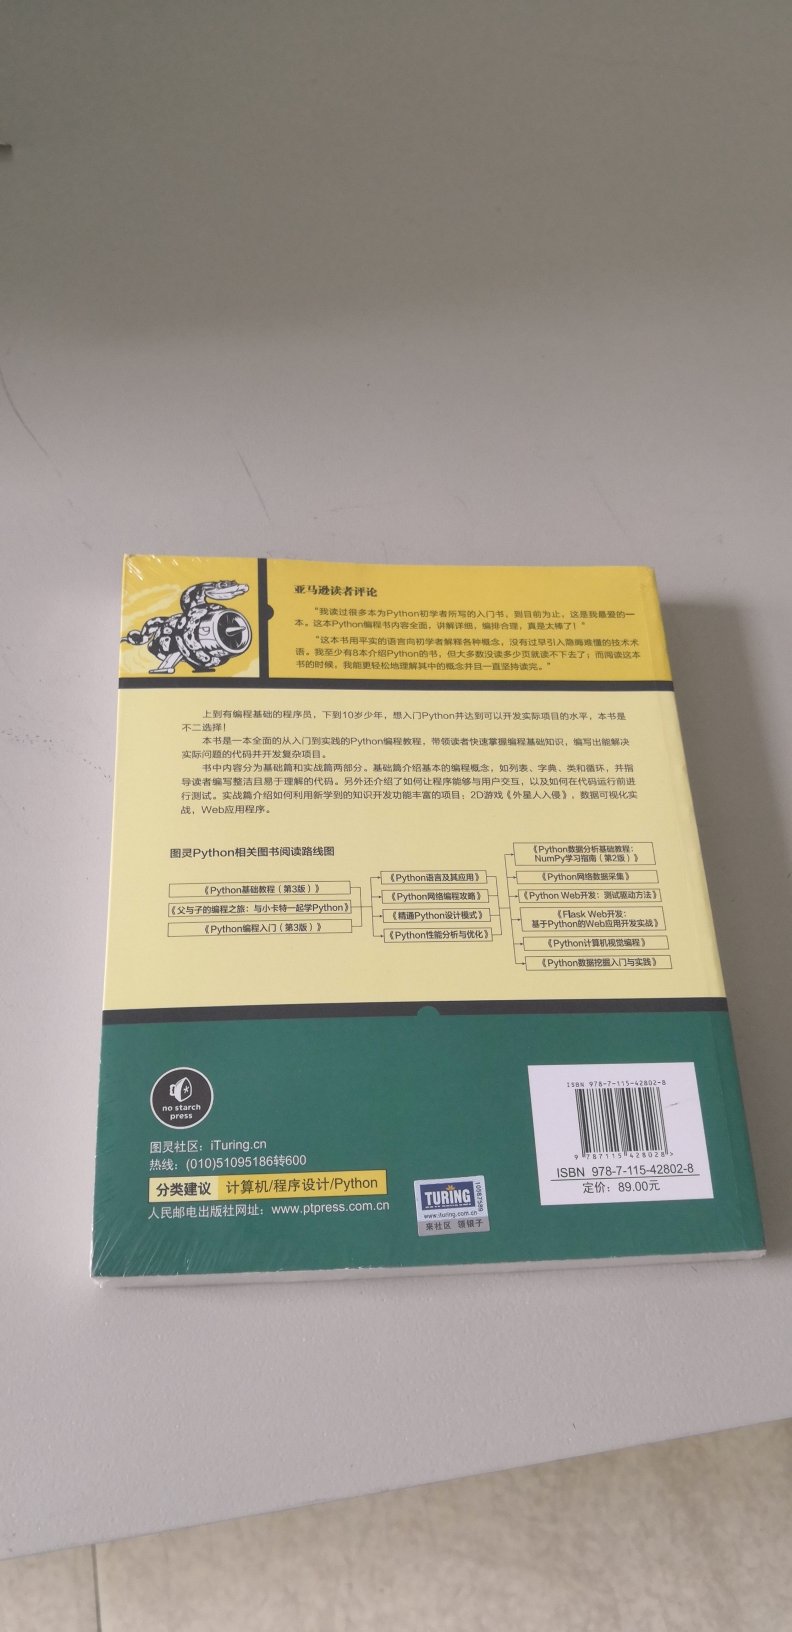 亚马逊读者评论
“我读过很多本为Python初学者所写的入门书，到目前为止，这是我最爱的一
本。这本Python编程书内容全面，讲解详细，编排合理，真是太棒了！”
“这本书用平实的语言向初学者解释各种概念，没有过早引入隐晦难懂的技术术
语。我至少有8本介绍Python的书，但大多数没读多少页就读不下去了；而阅读这本
书的时候，我能更轻松地理解其中的概念并且一直坚持读完。”
上到有编程基础的程序员，下到10岁少年，想入门Python并达到可以开发实际项目的水平，本书是
不二选择！
本书是一本全面的从入门到实践的Python编程教程，带领读者快速掌握编程基础知识，编写出能解决
实际问题的代码并开发复杂项目。
书中内容分为基础篇和实战篇两部分。基础篇介绍基本的编程概念，如列表、字典、类和循环，并指
导读者编写整洁且易于理解的代码。另外还介绍了如何让程序能够与用户交互，以及如何在代码运行前进
行测试。实战篇介绍如何利用新学到的知识开发功能丰富的项目：2D游戏《外星人入侵》，数据可视化实
战，Web应用程序。
图灵Python相关图书阅读路线图
《Python基础教程（第3版）》
《父与子的编程之旅：与小卡特一起学Python》
《Python编程入门（第3版）》
《Python语言及其应用》
《Python网络编程攻略》
《精通Python设计模式》
《Python性能分析与优化》
《Python数据分析基础教程：
NumPy学习指南（第2版）》
《Python网络数据采集》
《Python Web开发：测试驱动方法》
《Flask Web开发：
基于Python的Web应用开发实战》
《Python计算机视觉编程》
《Python数据挖掘入门与实践》
no starch
press
图灵社区：iTuring.cn
热线：(010)51095186转600
分类建议 计算机/程序设计/Python
人民邮电出版社网址：www.ptpress.com.cn
TURING
www.ituring.com.cn
来社区 领银子
ISBN 978-7-115-42802-8
9 787115 428028 >
ISBN 978-7-115-42802-8
定价：89.00元